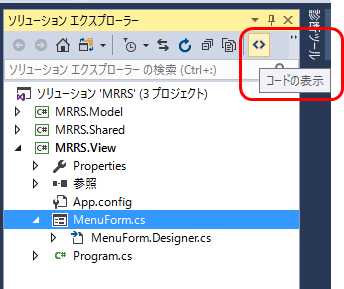 ソリューション エクスプローラー
ソリューション エクスプローラー の検索 (Ctrl+:)
コードの表示
ソリューション 'MRRS' (3 プロジェクト)
C# MRRS.Model
C# MRRS.Shared
C# MRRS.View
Properties
参照
App.config
MenuForm.cs
MenuForm.Designer.cs
C# Program.cs
診断ツール